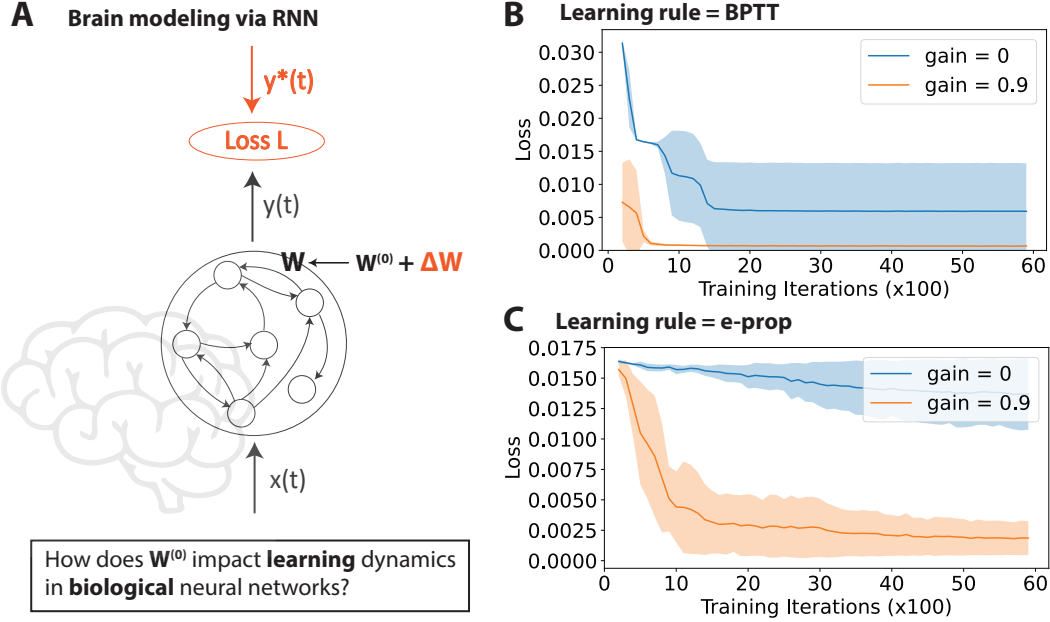 A
Brain modeling via RNN
y*(t)
Loss L
y(t)
W
W(0) + ΔW
x(t)
How does W(0) impact learning dynamics
in biological neural networks?
B
Learning rule = BPTT
0.030
0.025
0.020
0.015
0.010
0.005
0.000
Loss
gain = 0
gain = 0.9
0
10
20
30
40
50
60
Training Iterations (x100)
C
Learning rule = e-prop
0.0175
0.0150
0.0125
0.0100
0.0075
0.0050
0.0025
0.0000
Loss
gain = 0
gain = 0.9
0
10
20
30
40
50
60
Training Iterations (x100)